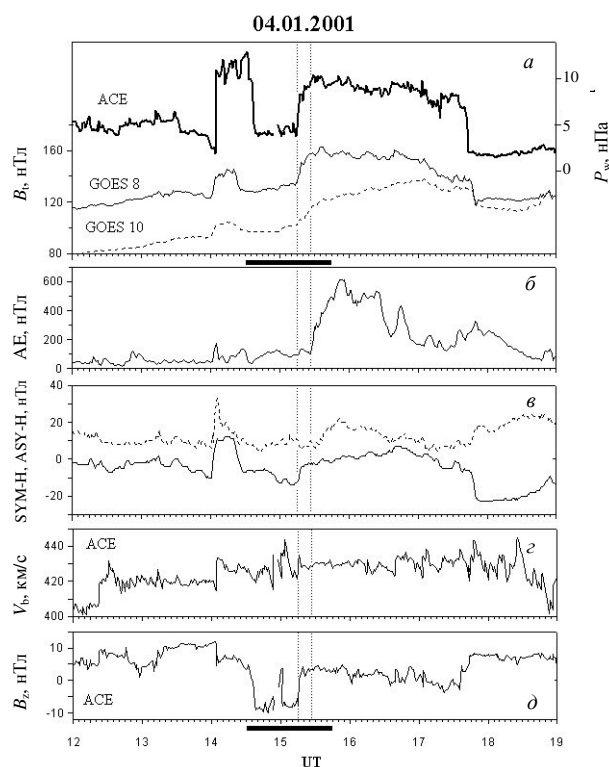 04.01.2001
а
ACE
10
5
0
P_w, нПа
160
120
80
B_t, нТл
GOES 8
GOES 10
б
600
400
200
0
AE, нТл
в
40
20
0
-20
SYM-H, ASY-H, нТл
г
ACE
440
420
400
V_b, км/с
10
0
-10
B_z, нТл
ACE
д
12 13 14 15 16 17 18 19
UT